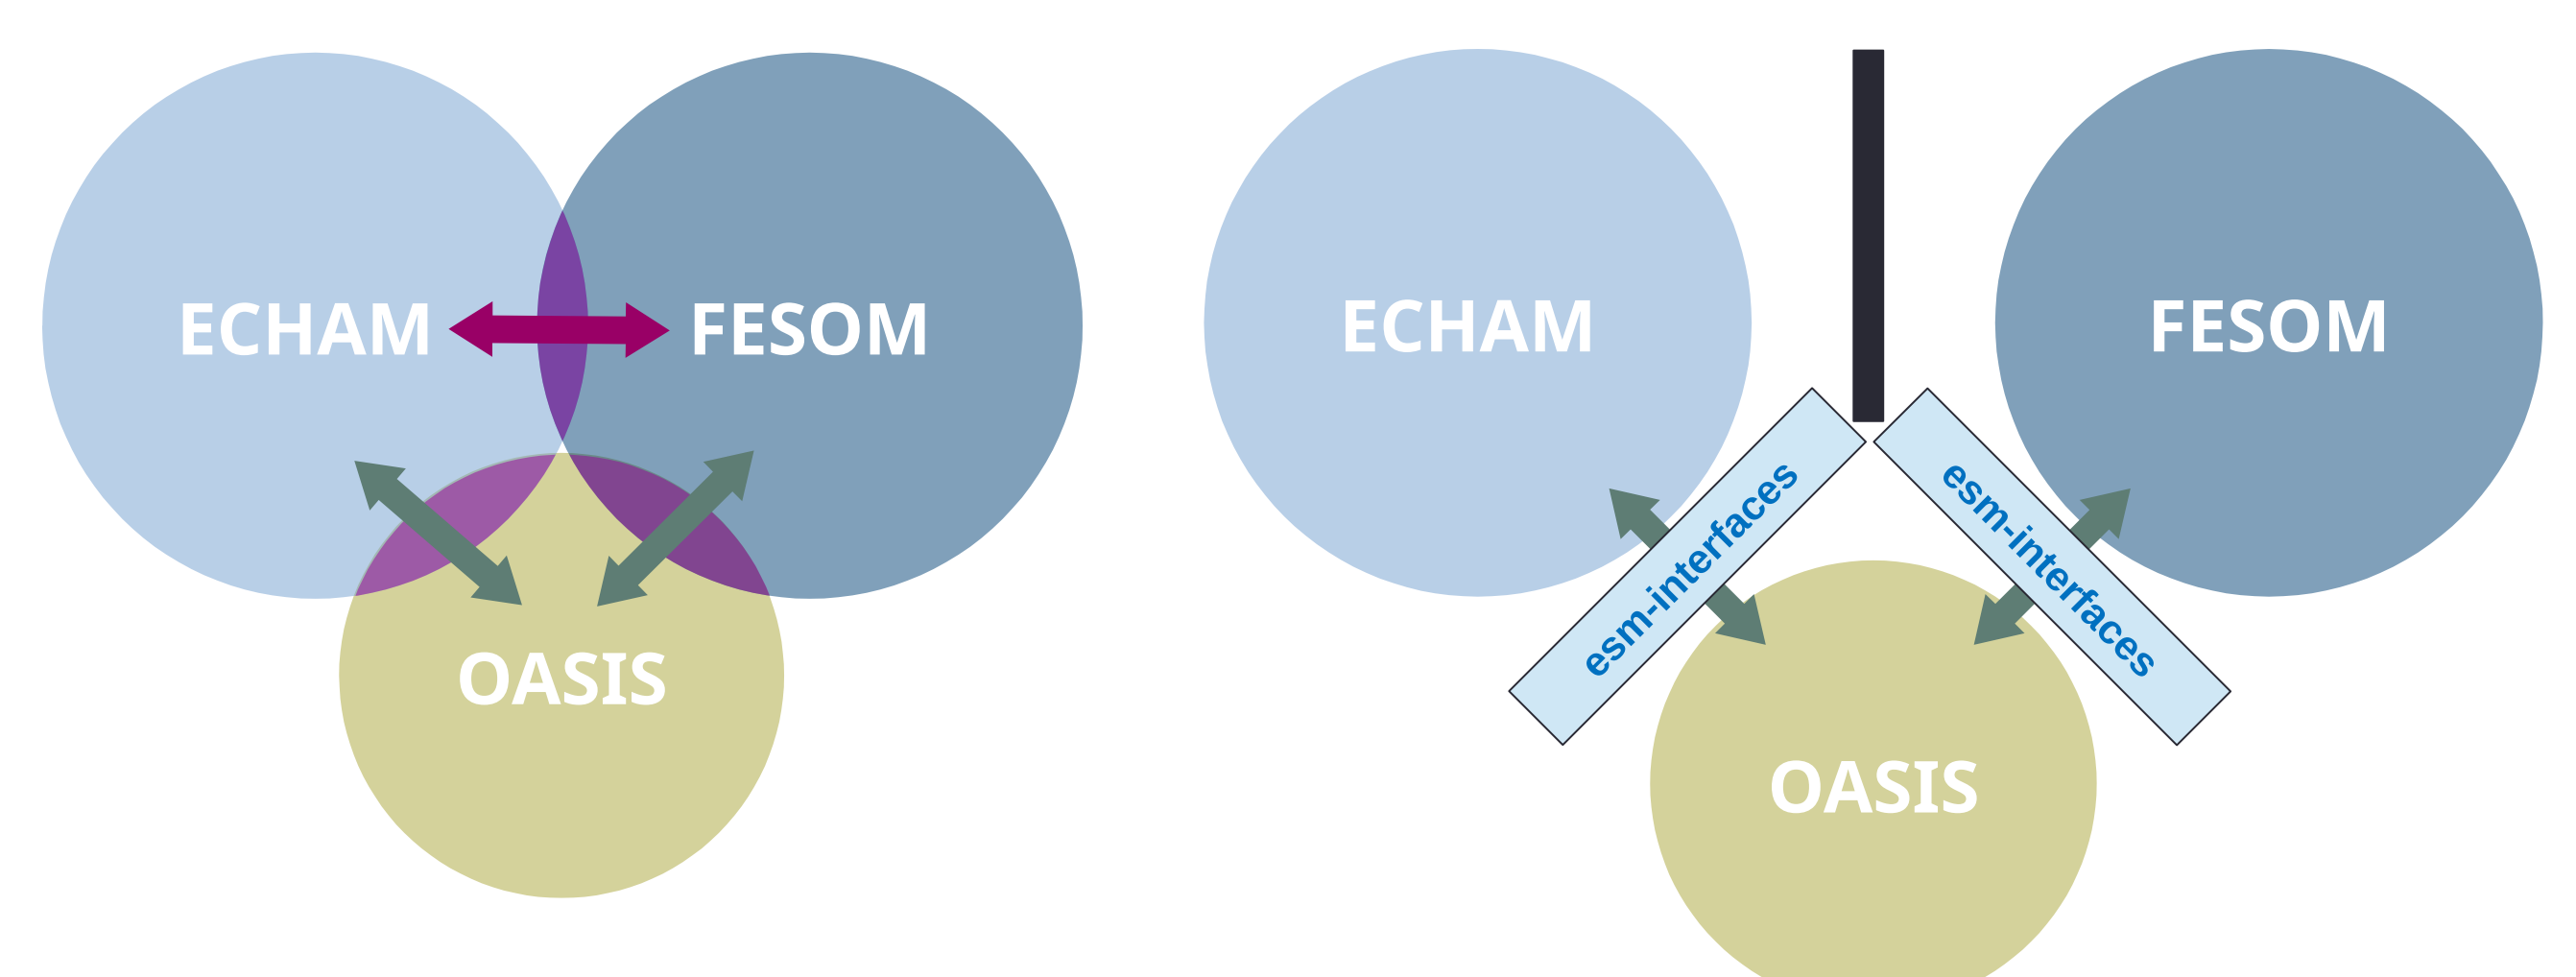 ECHAM
FESOM
OASIS
ECHAM
FESOM
esm-interfaces
esm-interfaces
OASIS